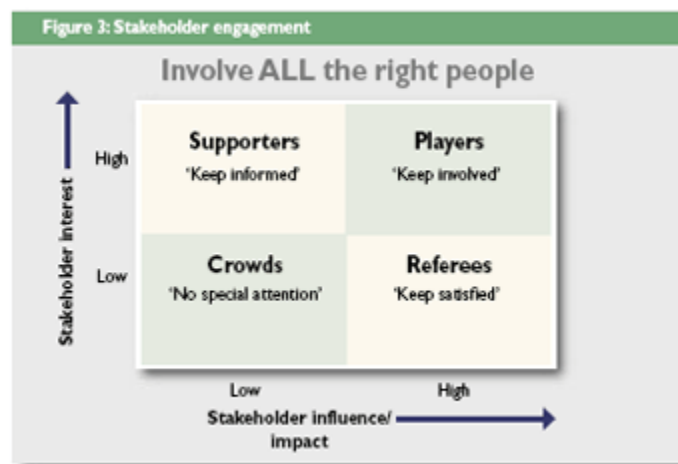 Figure 3: Stakeholder engagement
Involve ALL the right people
Supporters
'Keep informed'
Players
'Keep involved'
High
Stakeholder interest
Low
Crowds
'No special attention'
Referees
'Keep satisfied'
Low
High
Stakeholder influence/
impact